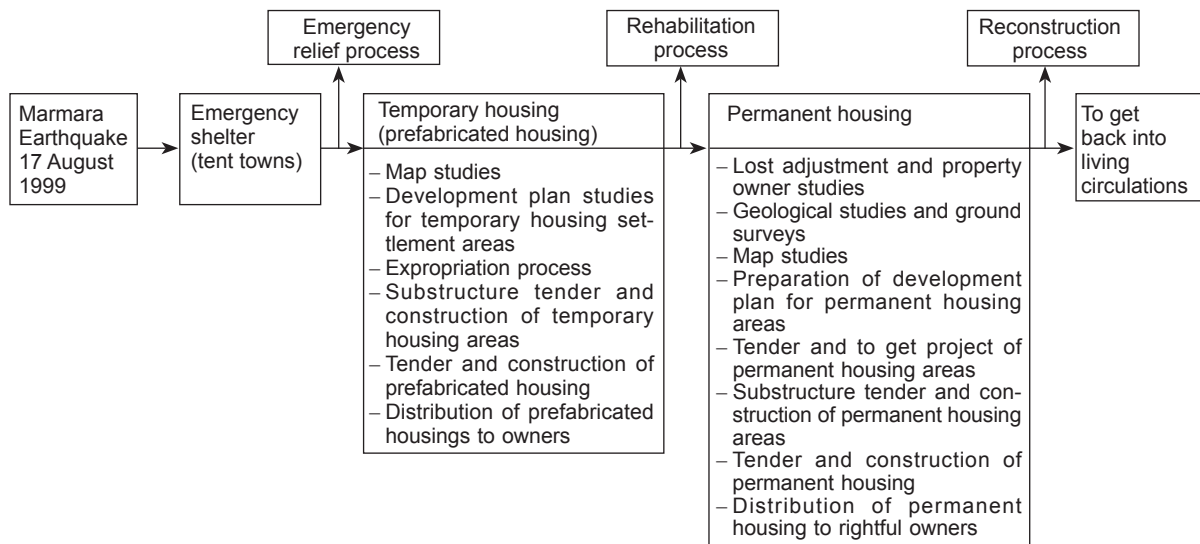 Emergency
relief process
Rehabilitation
process
Reconstruction
process
Marmara
Earthquake
17 August
1999
Emergency
shelter
(tent towns)
Temporary housing
(prefabricated housing)
– Map studies
– Development plan studies
for temporary housing set-
tlement areas
– Expropriation process
– Substructure tender and
construction of temporary
housing areas
– Tender and construction of
prefabricated housing
– Distribution of prefabricated
housings to owners
Permanent housing
– Lost adjustment and property
owner studies
– Geological studies and ground
surveys
– Map studies
– Preparation of development
plan for permanent housing
areas
– Tender and to get project of
permanent housing areas
– Substructure tender and con-
struction of permanent housing
areas
– Tender and construction of
permanent housing
– Distribution of permanent
housing to rightful owners
To get
back into
living
circulations